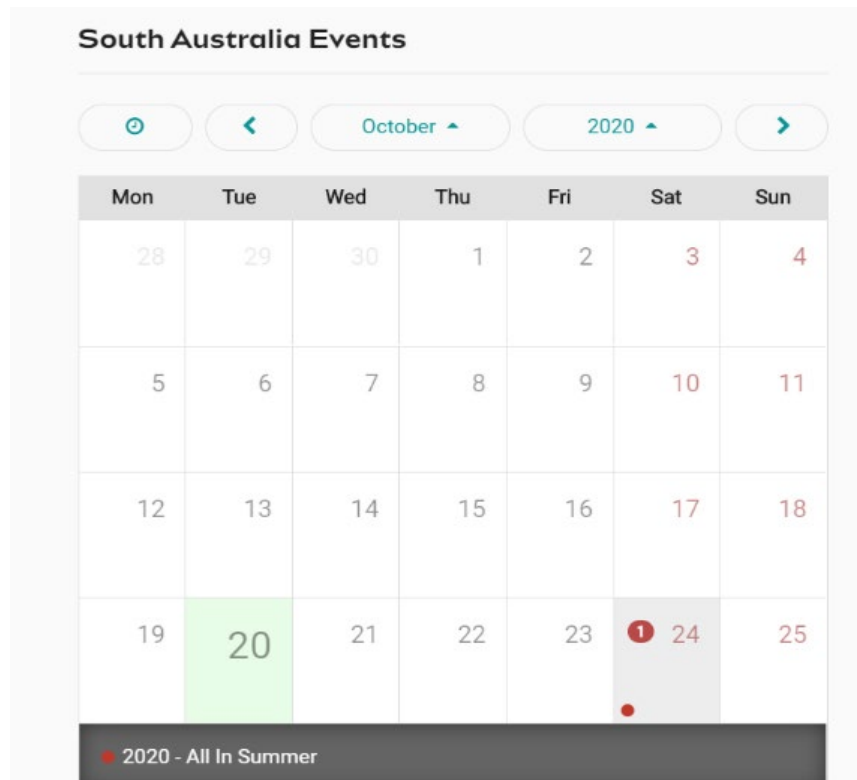 South Australia Events
October 2020
Mon Tue Wed Thu Fri Sat Sun
28 29 30 1 2 3 4
5 6 7 8 9 10 11
12 13 14 15 16 17 18
19 20 21 22 23 1 24 25
2020 - All In Summer